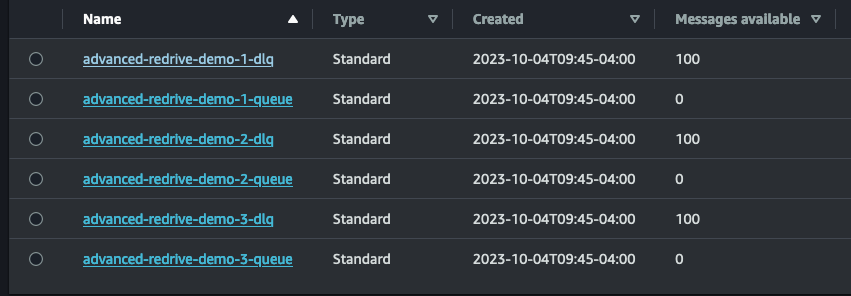 Name Type Created Messages available
advanced-redrive-demo-1-dlq Standard 2023-10-04T09:45-04:00 100
advanced-redrive-demo-1-queue Standard 2023-10-04T09:45-04:00 0
advanced-redrive-demo-2-dlq Standard 2023-10-04T09:45-04:00 100
advanced-redrive-demo-2-queue Standard 2023-10-04T09:45-04:00 0
advanced-redrive-demo-3-dlq Standard 2023-10-04T09:45-04:00 100
advanced-redrive-demo-3-queue Standard 2023-10-04T09:45-04:00 0